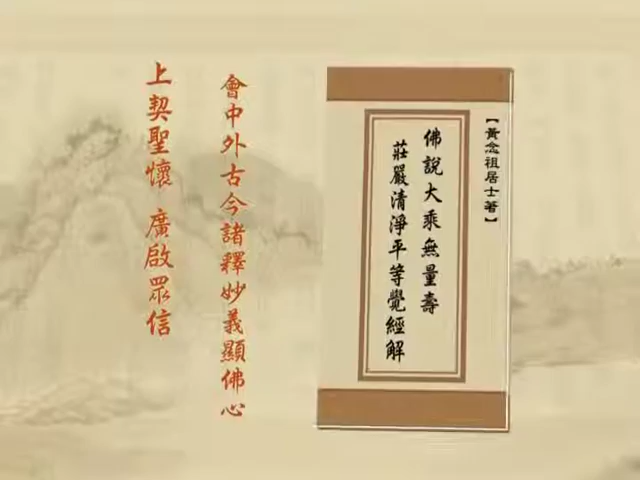 【黃念祖居士著】
佛說大乘無量壽
莊嚴清淨平等覺經解
會中外古今諸釋妙義顯佛心
上契聖懷 廣啟眾信